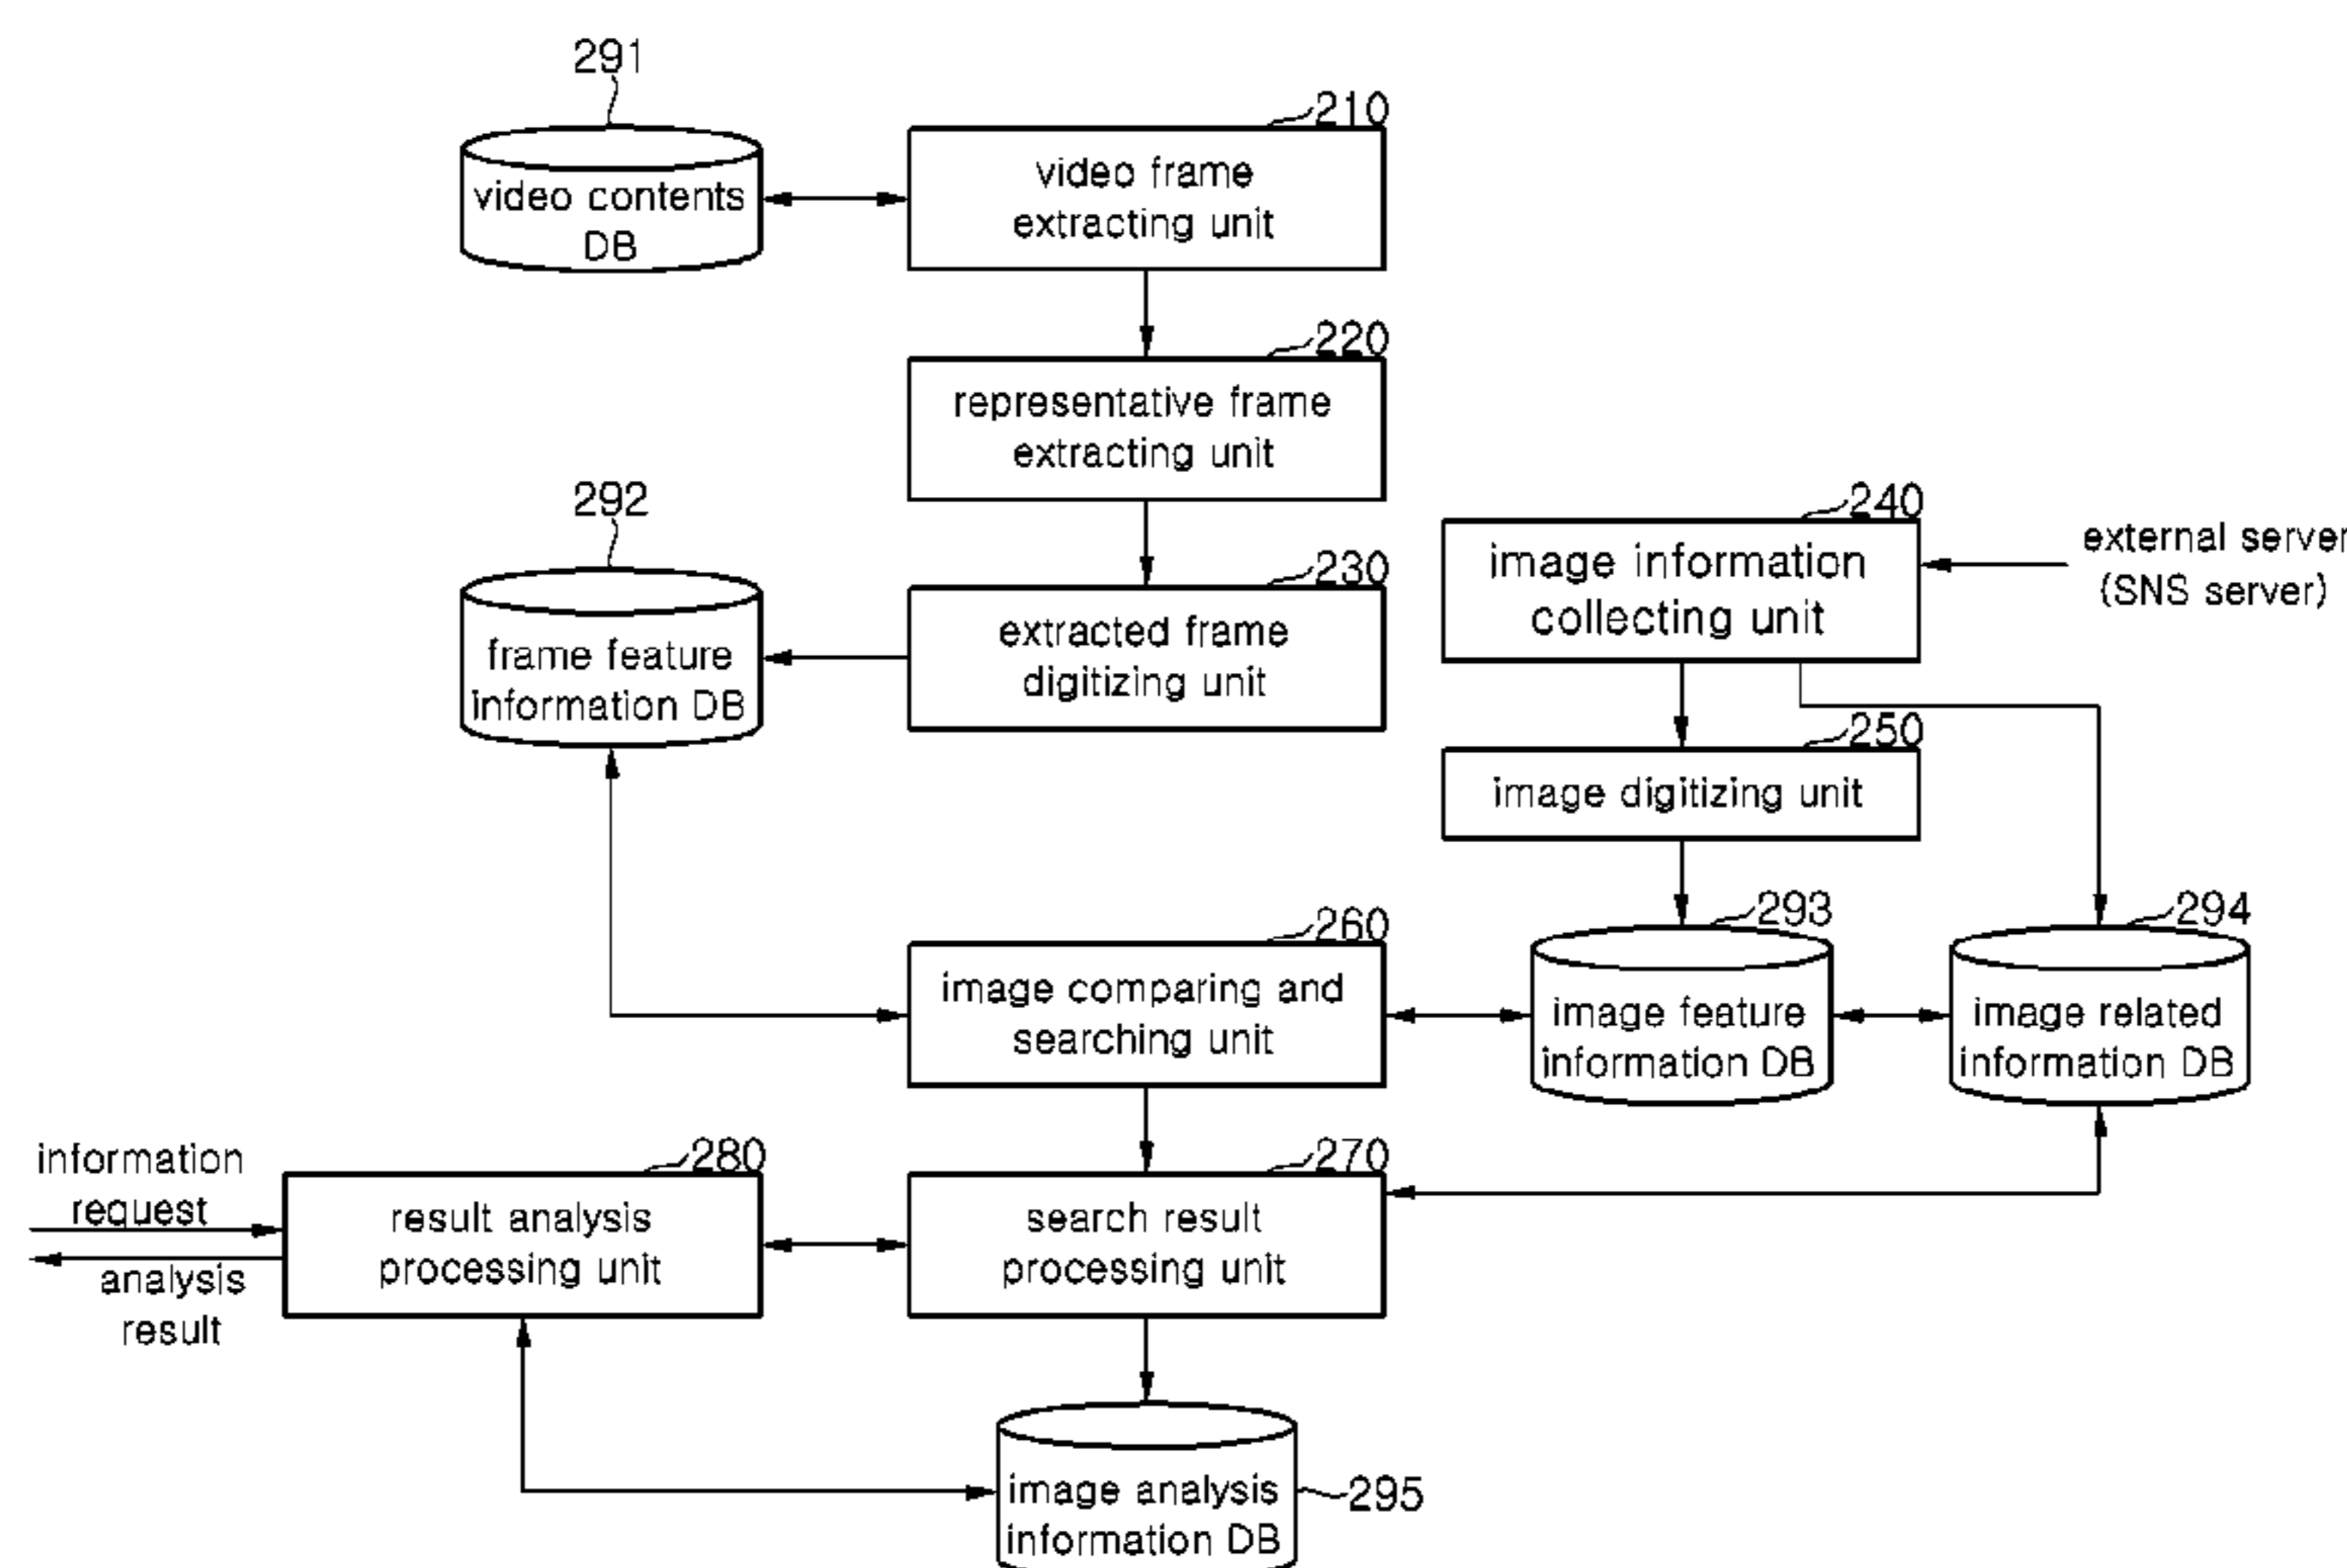 291
video contents
DB
210
video frame
extracting unit
220
representative frame
extracting unit
292
frame feature
information DB
230
extracted frame
digitizing unit
240
image information
collecting unit
external server
(SNS server)
250
image digitizing unit
260
image comparing and
searching unit
293
image feature
information DB
294
image related
information DB
information
request
analysis
result
280
result analysis
processing unit
270
search result
processing unit
image analysis
information DB
295